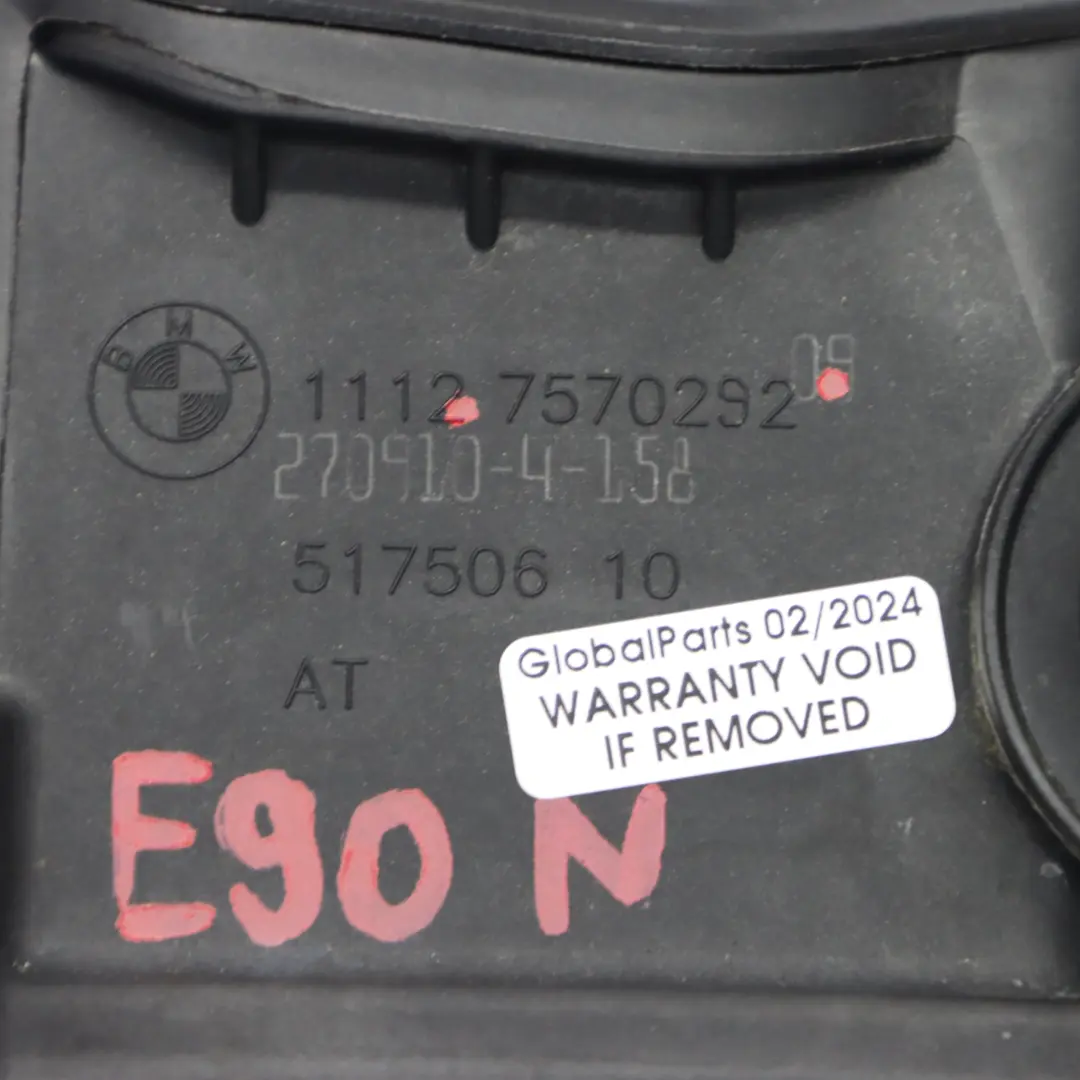 BMW
1112 7570292 09
270910-4-158
517506 10
AT
GlobalParts 02/2024
WARRANTY VOID
IF REMOVED
E90 N